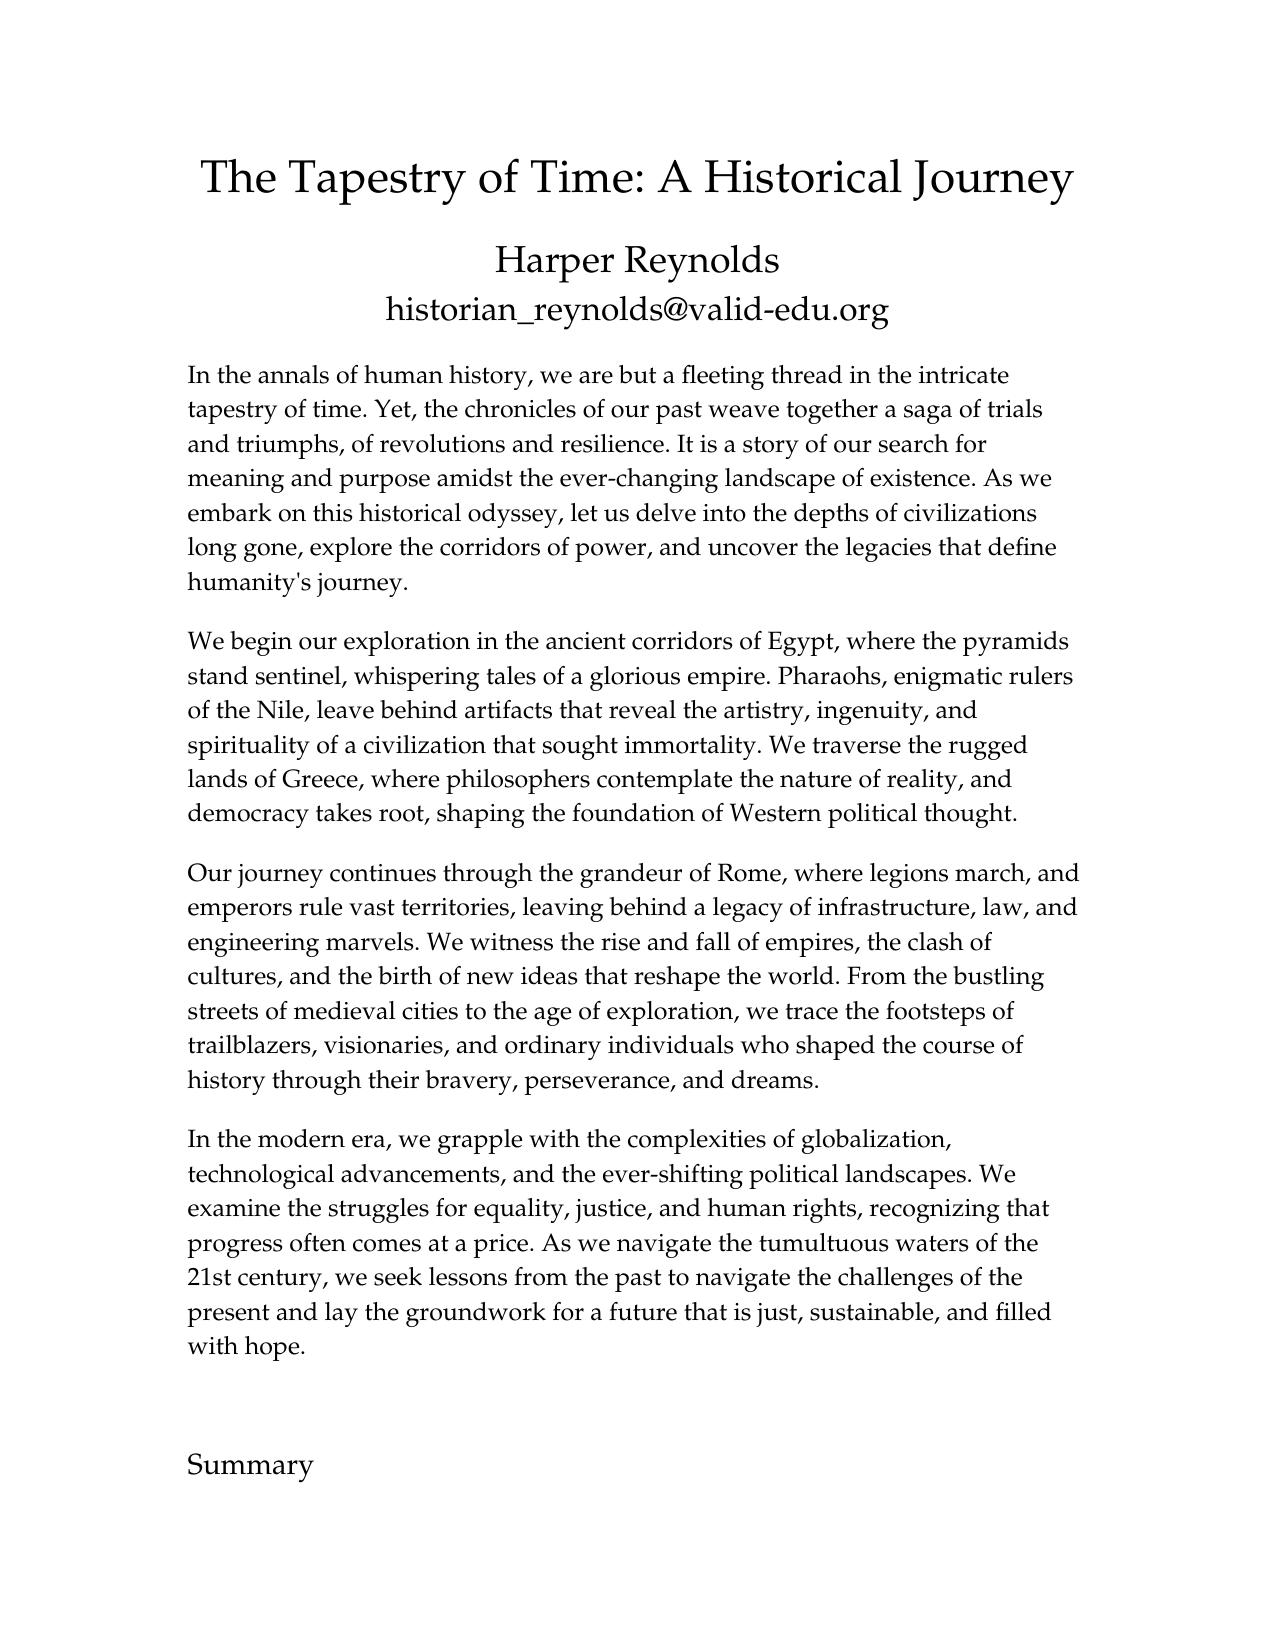 The Tapestry of Time: A Historical Journey
Harper Reynolds
historian_reynolds@valid-edu.org
In the annals of human history, we are but a fleeting thread in the intricate
tapestry of time. Yet, the chronicles of our past weave together a saga of trials
and triumphs, of revolutions and resilience. It is a story of our search for
meaning and purpose amidst the ever-changing landscape of existence. As we
embark on this historical odyssey, let us delve into the depths of civilizations
long gone, explore the corridors of power, and uncover the legacies that define
humanity's journey.
We begin our exploration in the ancient corridors of Egypt, where the pyramids
stand sentinel, whispering tales of a glorious empire. Pharaohs, enigmatic rulers
of the Nile, leave behind artifacts that reveal the artistry, ingenuity, and
spirituality of a civilization that sought immortality. We traverse the rugged
lands of Greece, where philosophers contemplate the nature of reality, and
democracy takes root, shaping the foundation of Western political thought.
Our journey continues through the grandeur of Rome, where legions march, and
emperors rule vast territories, leaving behind a legacy of infrastructure, law, and
engineering marvels. We witness the rise and fall of empires, the clash of
cultures, and the birth of new ideas that reshape the world. From the bustling
streets of medieval cities to the age of exploration, we trace the footsteps of
trailblazers, visionaries, and ordinary individuals who shaped the course of
history through their bravery, perseverance, and dreams.
In the modern era, we grapple with the complexities of globalization,
technological advancements, and the ever-shifting political landscapes. We
examine the struggles for equality, justice, and human rights, recognizing that
progress often comes at a price. As we navigate the tumultuous waters of the
21st century, we seek lessons from the past to navigate the challenges of the
present and lay the groundwork for a future that is just, sustainable, and filled
with hope.
Summary